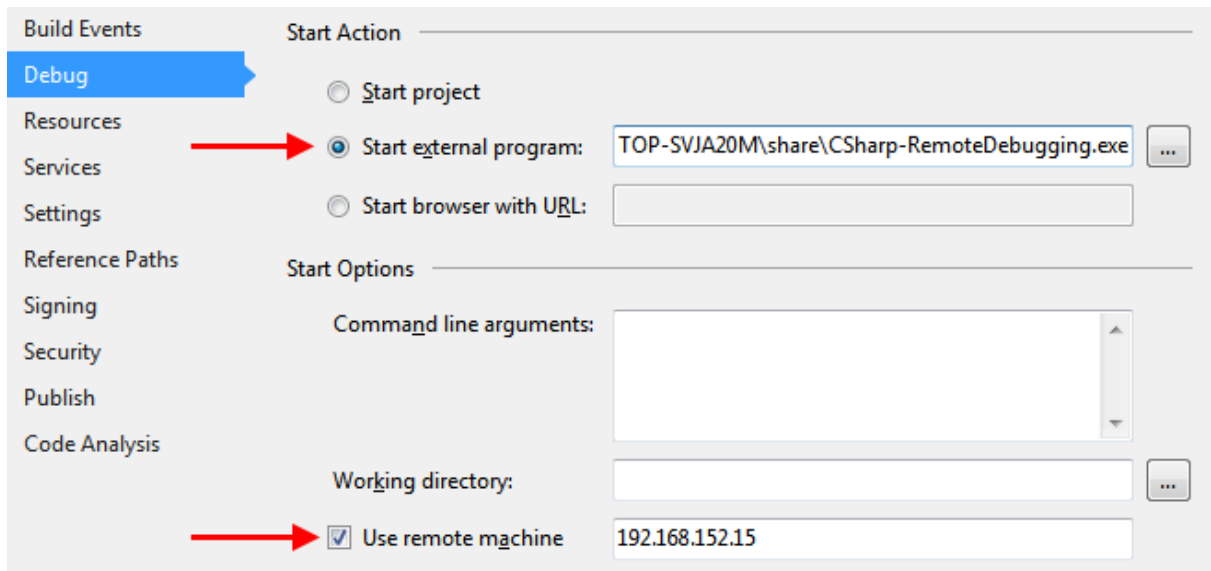 Build Events
Debug
Resources
Services
Settings
Reference Paths
Signing
Security
Publish
Code Analysis
Start Action
Start project
Start external program: TOP-SVJA20M\share\CSharp-RemoteDebugging.exe ...
Start browser with URL:
Start Options
Command line arguments:
Working directory: ...
Use remote machine 192.168.152.15